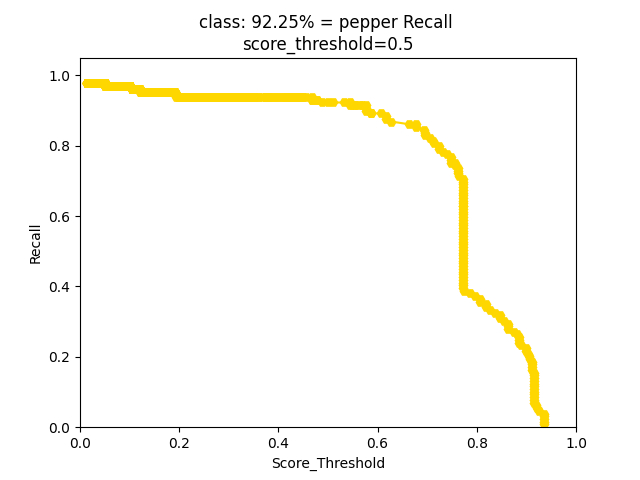 class: 92.25% = pepper Recall
score_threshold=0.5
1.0
0.8
0.6
0.4
0.2
0.0
Recall
0.0 0.2 0.4 0.6 0.8 1.0
Score_Threshold